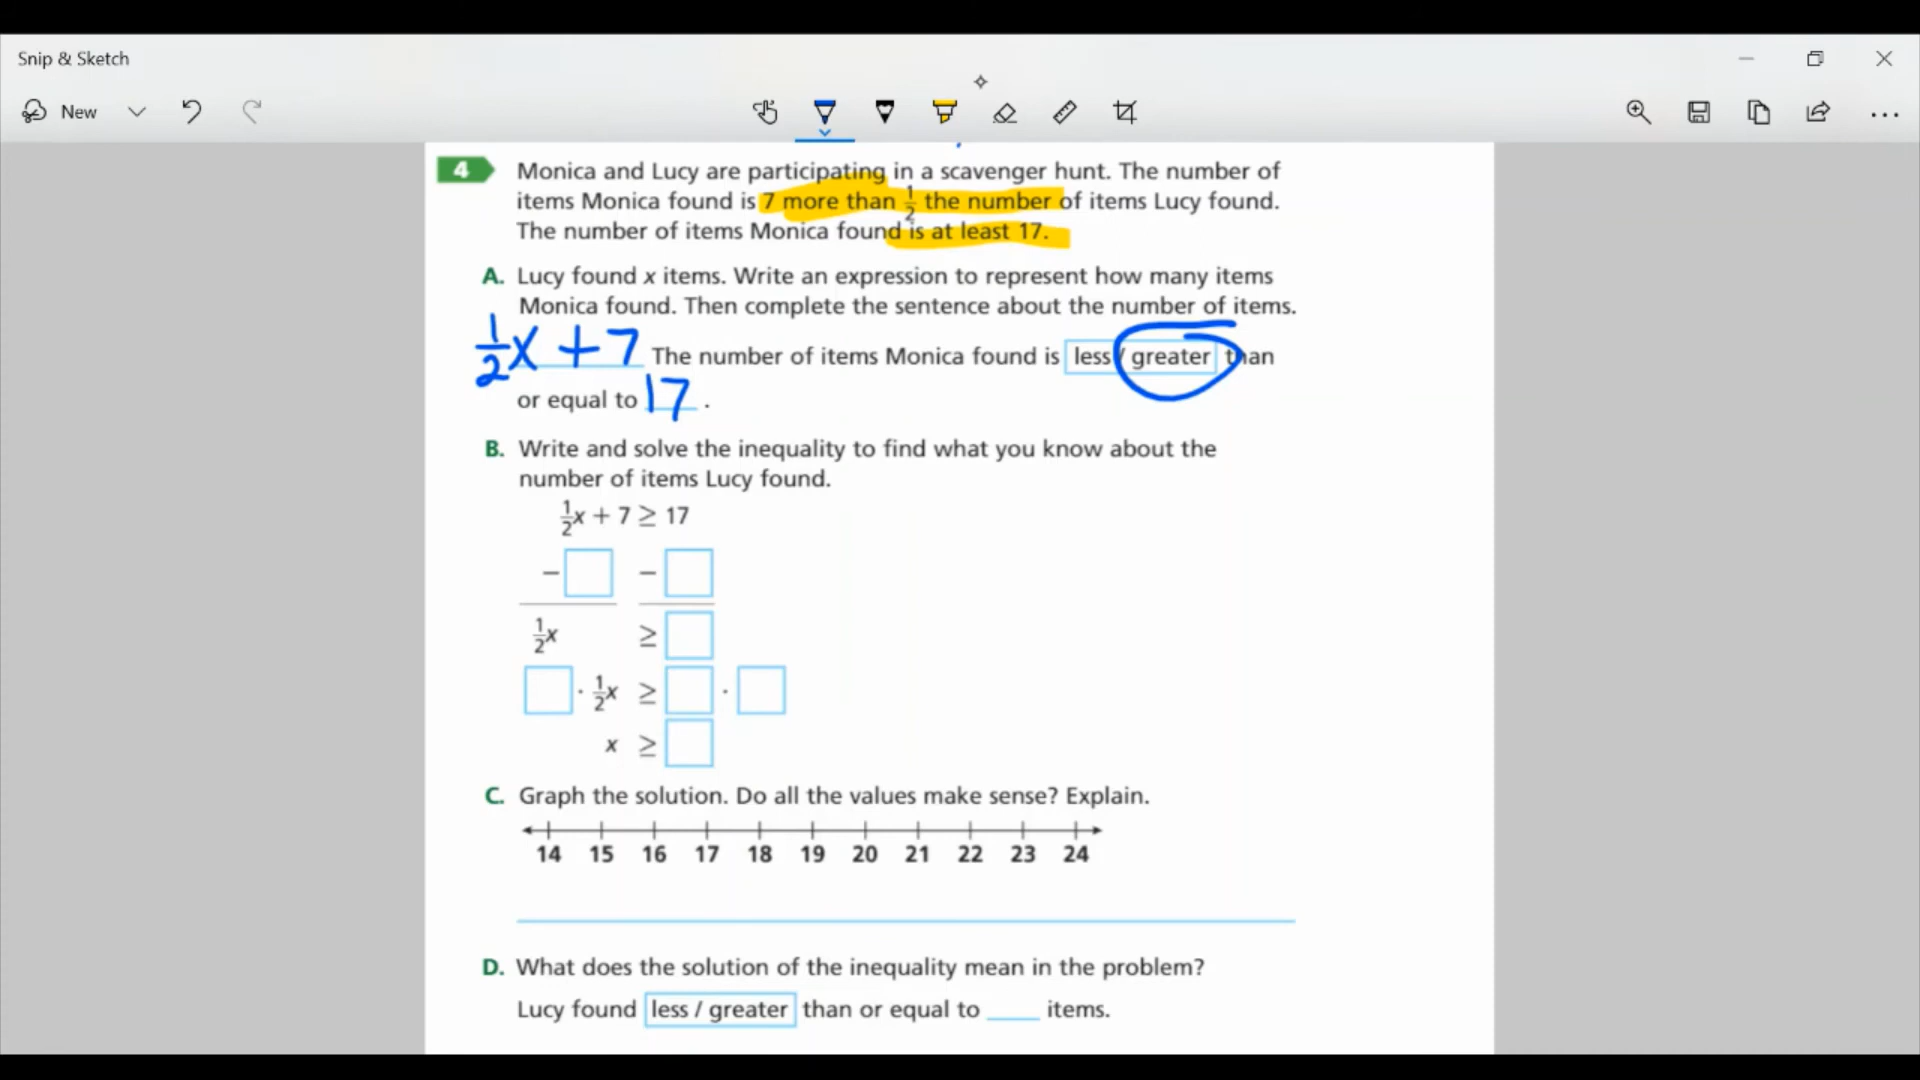 Snip & Sketch
New
4 Monica and Lucy are participating in a scavenger hunt. The number of
items Monica found is 7 more than 1/2 the number of items Lucy found.
The number of items Monica found is at least 17.
A. Lucy found x items. Write an expression to represent how many items
Monica found. Then complete the sentence about the number of items.
1/2x + 7 The number of items Monica found is less / greater than
or equal to 17.
B. Write and solve the inequality to find what you know about the
number of items Lucy found.
1/2x + 7 ≥ 17
− −
1/2x ≥
· 1/2x ≥ ·
x ≥
C. Graph the solution. Do all the values make sense? Explain.
14 15 16 17 18 19 20 21 22 23 24
D. What does the solution of the inequality mean in the problem?
Lucy found less / greater than or equal to ____ items.